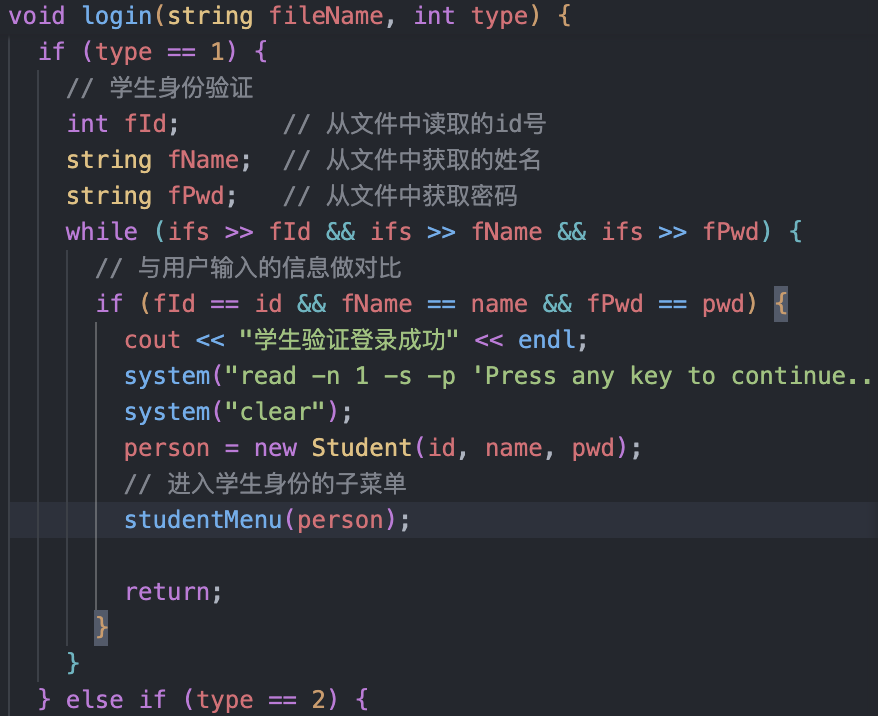 void login(string fileName, int type) {
if (type == 1) {
// 学生身份验证
int fId; // 从文件中读取的id号
string fName; // 从文件中获取的姓名
string fPwd; // 从文件中获取密码
while (ifs >> fId && ifs >> fName && ifs >> fPwd) {
// 与用户输入的信息做对比
if (fId == id && fName == name && fPwd == pwd) {
cout << "学生验证登录成功" << endl;
system("read -n 1 -s -p 'Press any key to continue..
system("clear");
person = new Student(id, name, pwd);
// 进入学生身份的子菜单
studentMenu(person);
return;
}
}
} else if (type == 2) {